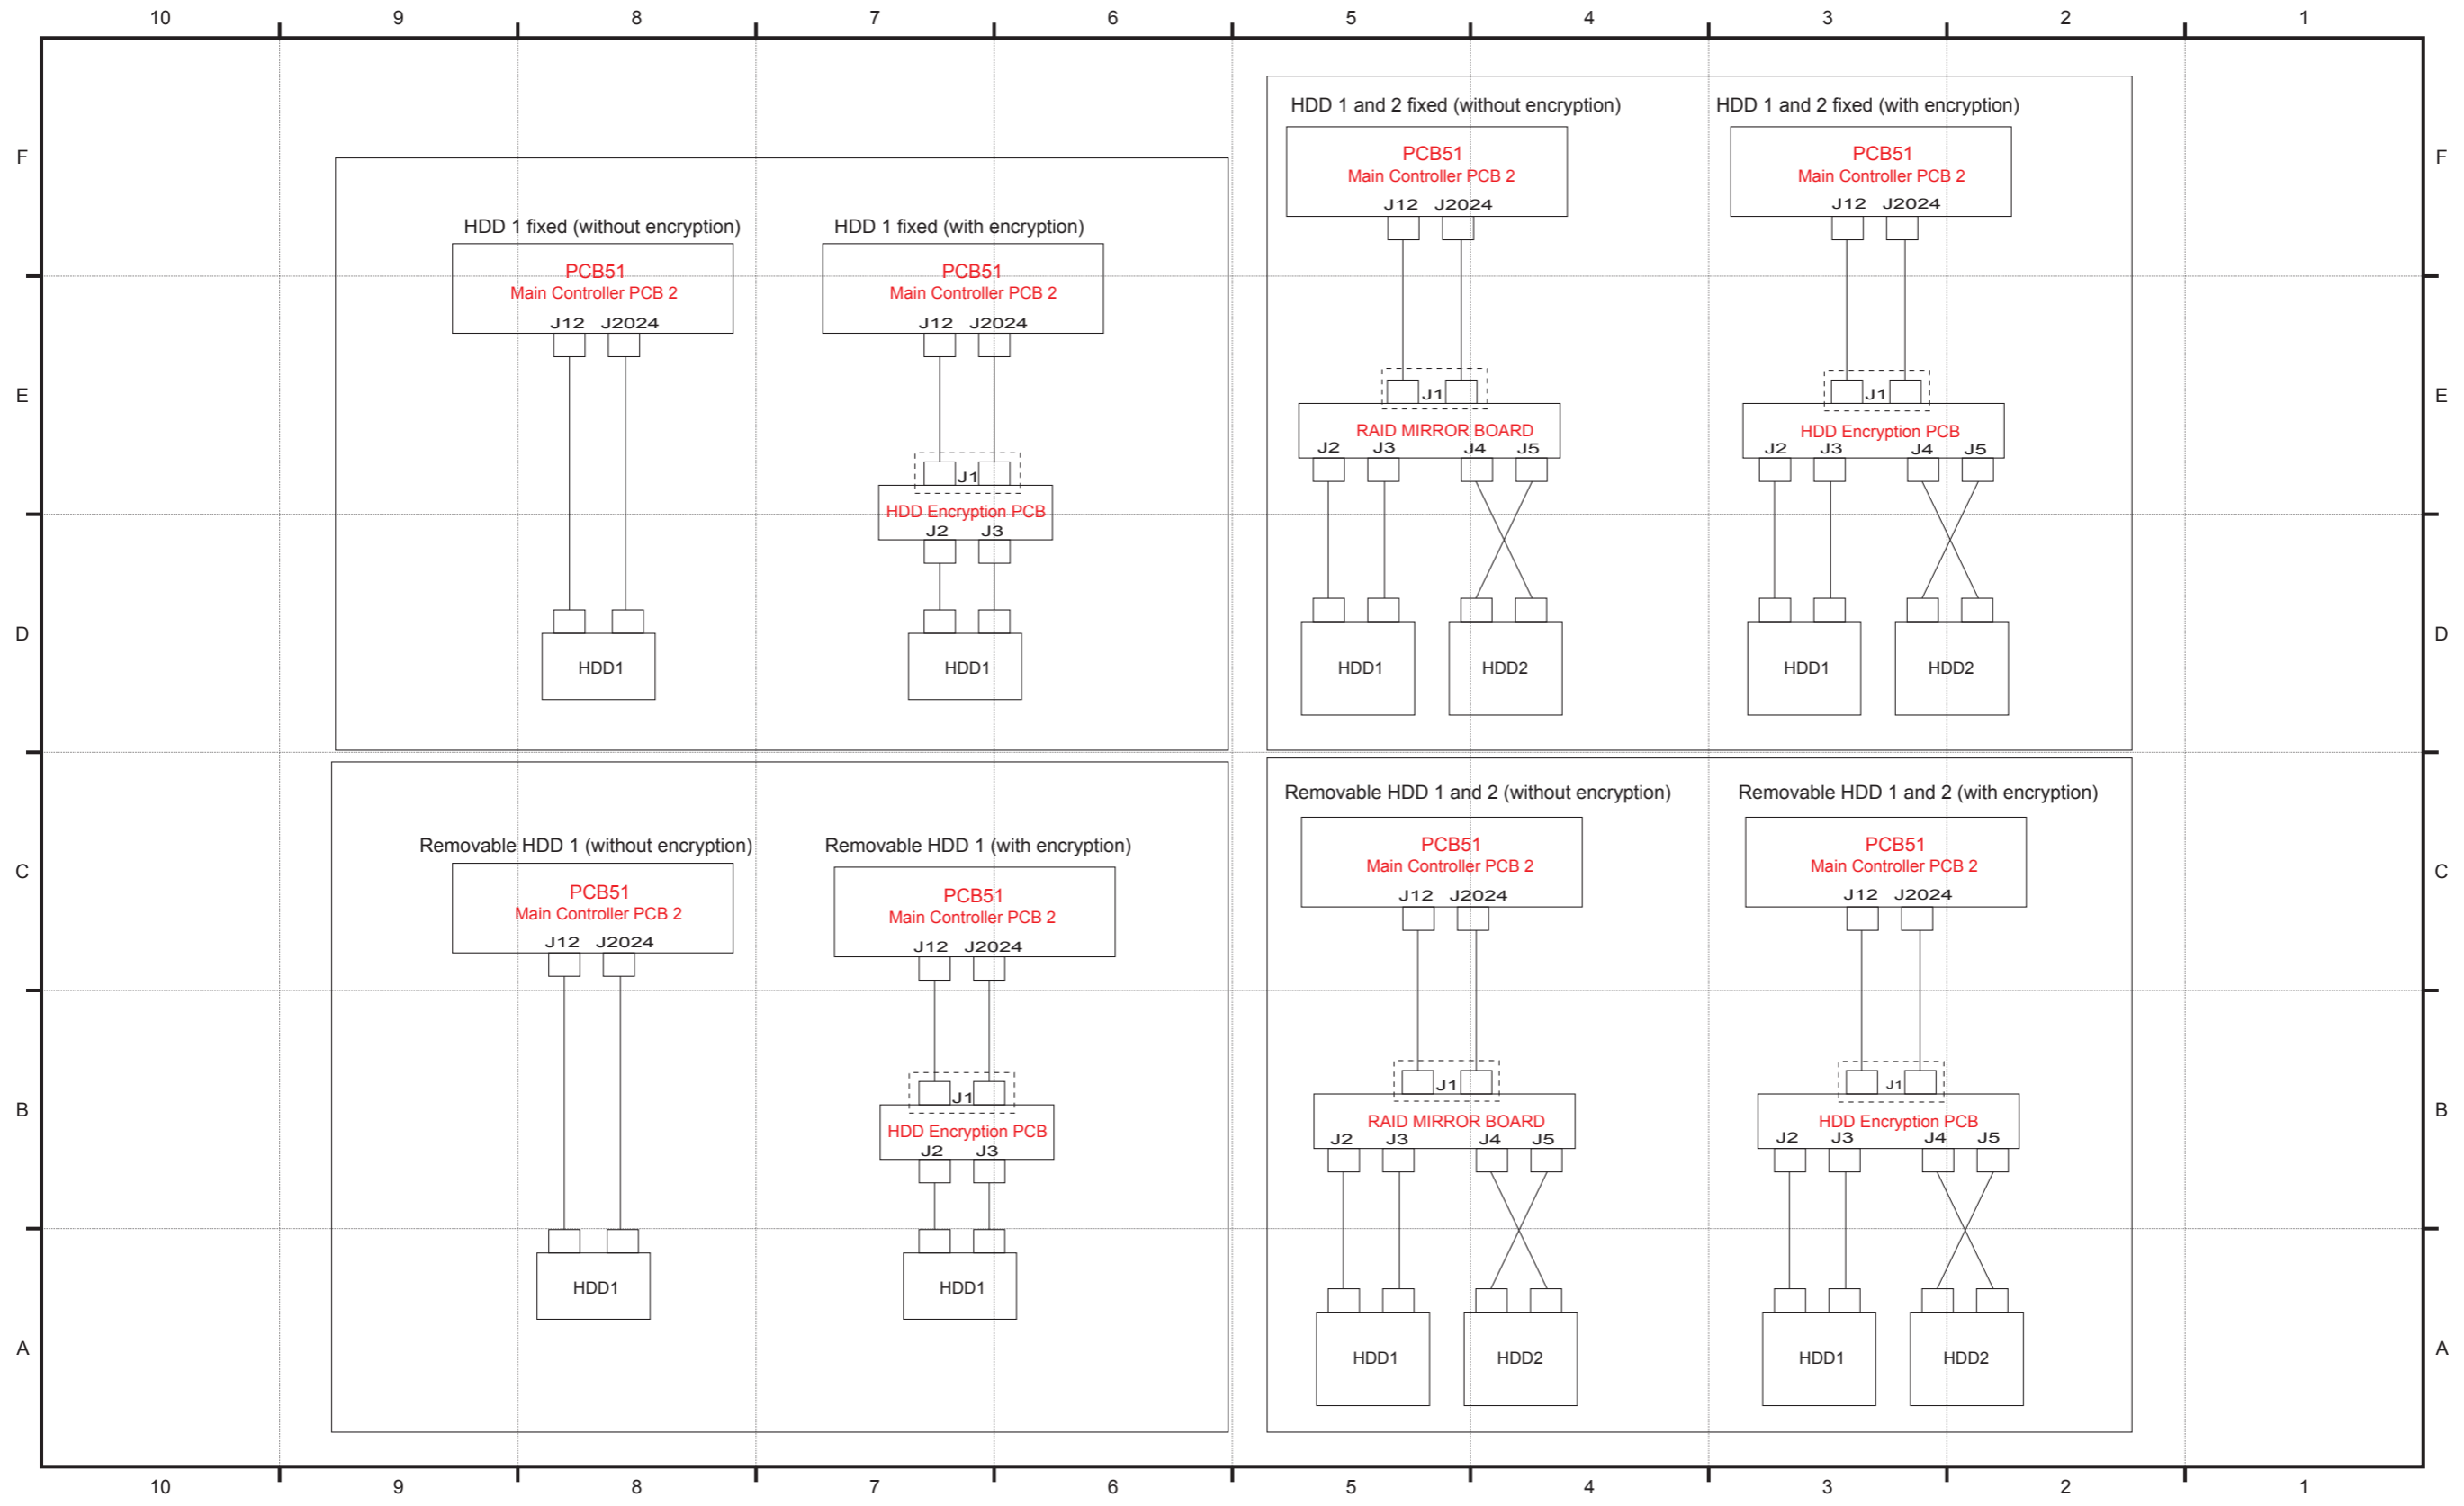 10 9 8 7 6 5 4 3 2 1
F
E
D
C
B
A
HDD 1 fixed (without encryption)
PCB51
Main Controller PCB 2
J12 J2024
HDD1
HDD 1 fixed (with encryption)
PCB51
Main Controller PCB 2
J12 J2024
J1
HDD Encryption PCB
J2 J3
HDD1
HDD 1 and 2 fixed (without encryption)
PCB51
Main Controller PCB 2
J12 J2024
J1
RAID MIRROR BOARD
J2 J3 J4 J5
HDD1 HDD2
HDD 1 and 2 fixed (with encryption)
PCB51
Main Controller PCB 2
J12 J2024
J1
HDD Encryption PCB
J2 J3 J4 J5
HDD1 HDD2
Removable HDD 1 (without encryption)
PCB51
Main Controller PCB 2
J12 J2024
HDD1
Removable HDD 1 (with encryption)
PCB51
Main Controller PCB 2
J12 J2024
J1
HDD Encryption PCB
J2 J3
HDD1
Removable HDD 1 and 2 (without encryption)
PCB51
Main Controller PCB 2
J12 J2024
J1
RAID MIRROR BOARD
J2 J3 J4 J5
HDD1 HDD2
Removable HDD 1 and 2 (with encryption)
PCB51
Main Controller PCB 2
J12 J2024
J1
HDD Encryption PCB
J2 J3 J4 J5
HDD1 HDD2
F
E
D
C
B
A
10 9 8 7 6 5 4 3 2 1